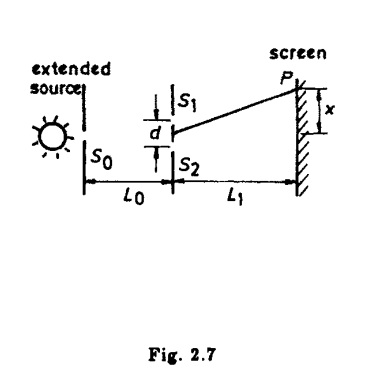 screen
extended
source
P
S1
x
d
S0
S2
L0
L1
Fig. 2.7